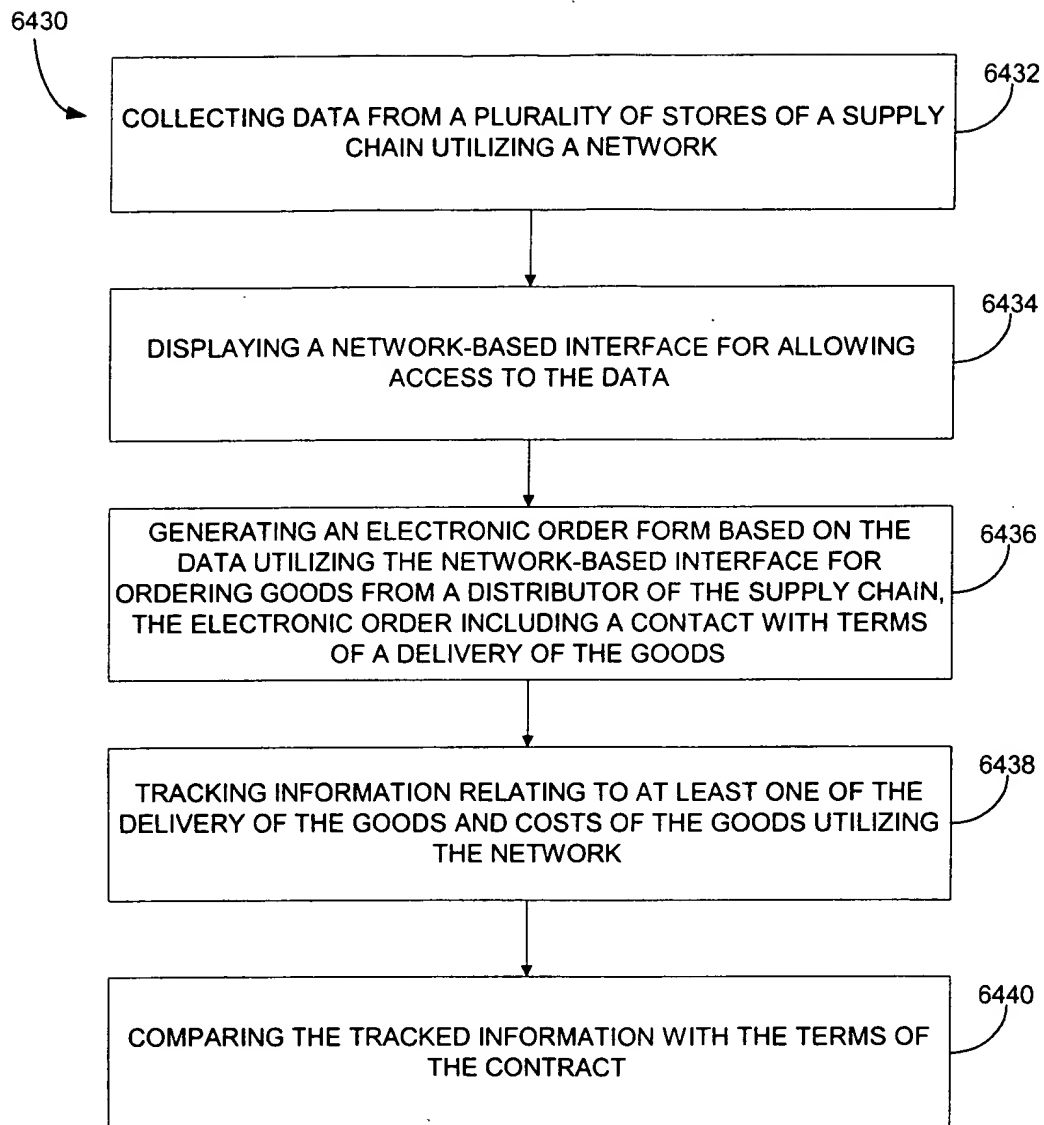 6430
6432
COLLECTING DATA FROM A PLURALITY OF STORES OF A SUPPLY
CHAIN UTILIZING A NETWORK
6434
DISPLAYING A NETWORK-BASED INTERFACE FOR ALLOWING
ACCESS TO THE DATA
6436
GENERATING AN ELECTRONIC ORDER FORM BASED ON THE
DATA UTILIZING THE NETWORK-BASED INTERFACE FOR
ORDERING GOODS FROM A DISTRIBUTOR OF THE SUPPLY CHAIN,
THE ELECTRONIC ORDER INCLUDING A CONTACT WITH TERMS
OF A DELIVERY OF THE GOODS
6438
TRACKING INFORMATION RELATING TO AT LEAST ONE OF THE
DELIVERY OF THE GOODS AND COSTS OF THE GOODS UTILIZING
THE NETWORK
6440
COMPARING THE TRACKED INFORMATION WITH THE TERMS OF
THE CONTRACT